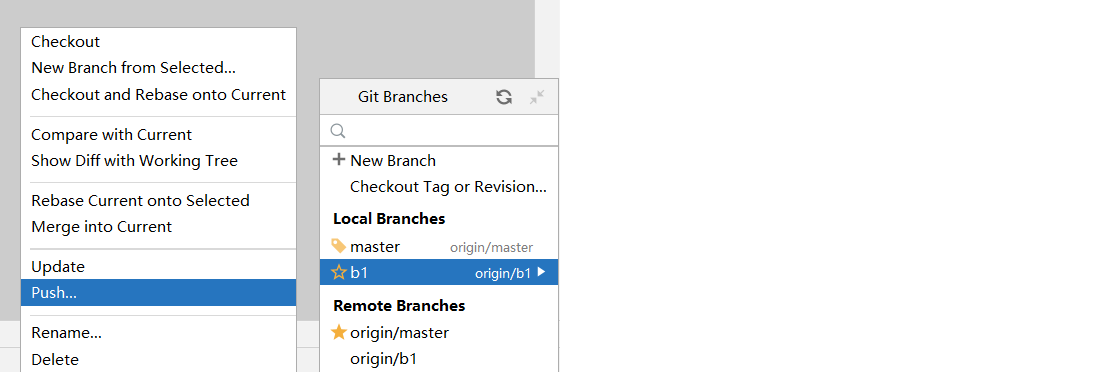 Checkout
New Branch from Selected...
Checkout and Rebase onto Current
Compare with Current
Show Diff with Working Tree
Rebase Current onto Selected
Merge into Current
Update
Push...
Rename...
Delete
Git Branches
New Branch
Checkout Tag or Revision...
Local Branches
master origin/master
b1 origin/b1
Remote Branches
origin/master
origin/b1